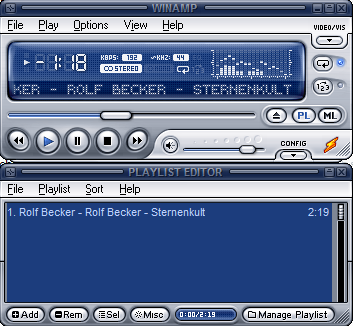 WINAMP
File Play Options View Help
VIDEO/VIS
-1:18
KBPS: 192 KHZ: 44
STEREO
KER - ROLF BECKER - STERNENKULT
123
PL ML
CONFIG
PLAYLIST EDITOR
File Playlist Sort Help
1. Rolf Becker - Rolf Becker - Sternenkult 2:19
Add Rem Sel Misc 0:00/2:19 Manage Playlist